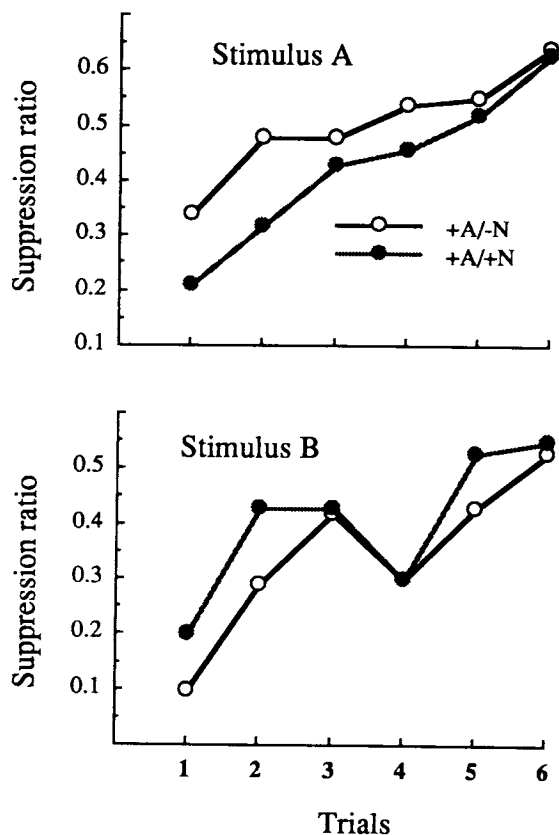 Stimulus A
Suppression ratio
0.6
0.5
0.4
0.3
0.2
0.1
+A/-N
+A/+N
Stimulus B
Suppression ratio
0.5
0.4
0.3
0.2
0.1
1 2 3 4 5 6
Trials